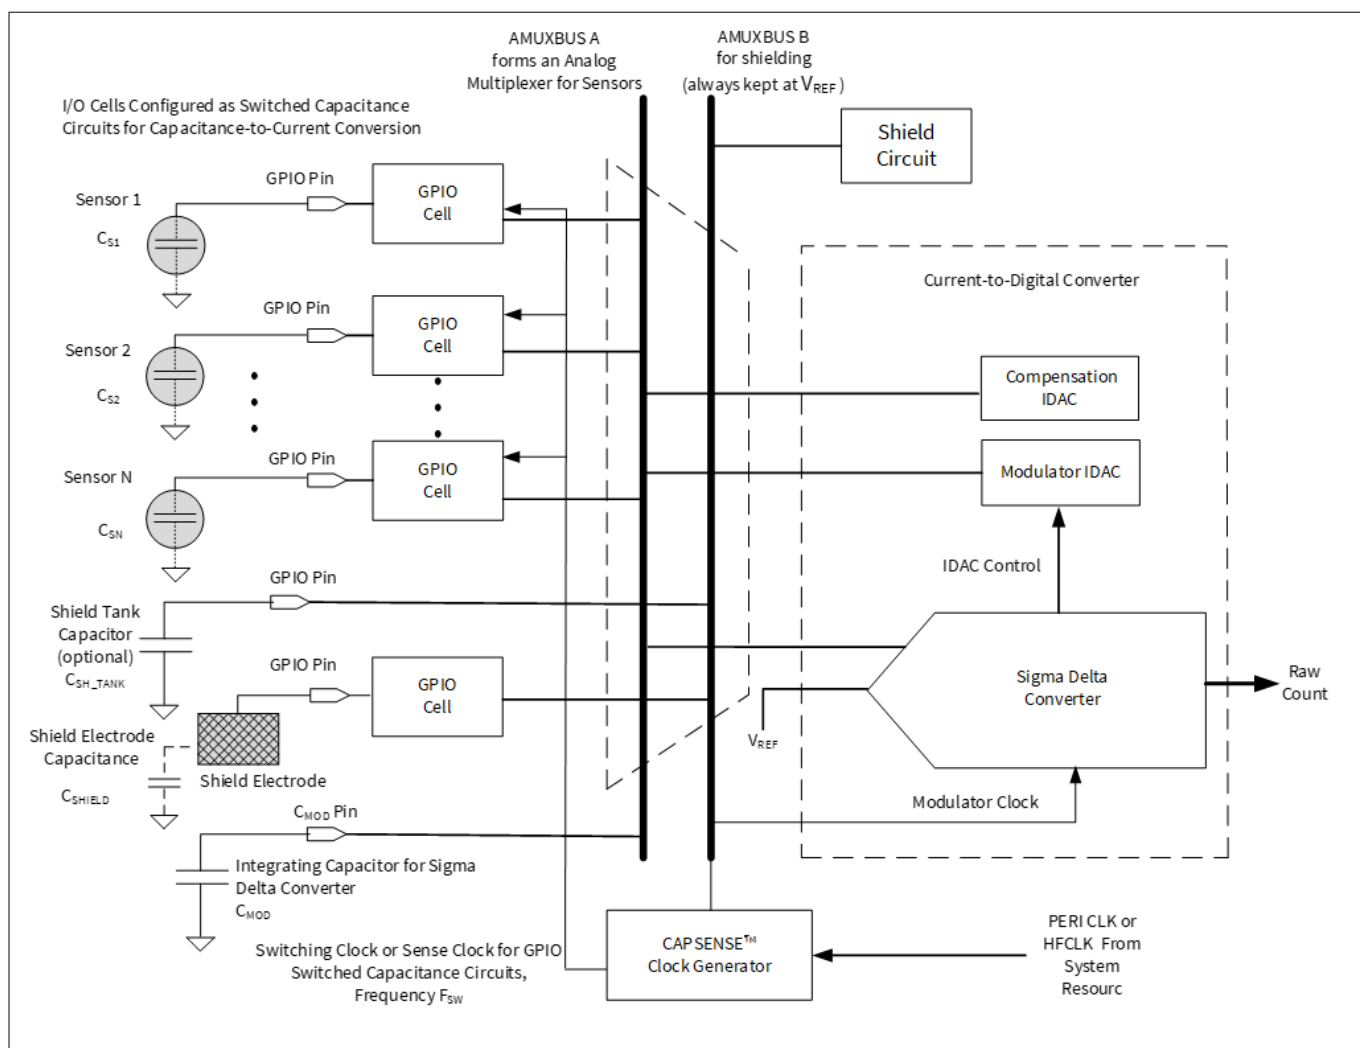 AMUXBUS A
forms an Analog
Multiplexer for Sensors
AMUXBUS B
for shielding
(always kept at VREF)
I/O Cells Configured as Switched Capacitance
Circuits for Capacitance-to-Current Conversion
Shield
Circuit
GPIO Pin
GPIO
Cell
Sensor 1
CS1
Current-to-Digital Converter
GPIO Pin
GPIO
Cell
Sensor 2
CS2
Compensation
IDAC
GPIO Pin
GPIO
Cell
Sensor N
CSN
Modulator IDAC
IDAC Control
GPIO Pin
Shield Tank
Capacitor
(optional)
CSH_TANK
GPIO Pin
GPIO
Cell
Sigma Delta
Converter
Raw
Count
VREF
Shield Electrode
Capacitance
CSHIELD
Shield Electrode
Modulator Clock
CMOD Pin
Integrating Capacitor for Sigma
Delta Converter
CMOD
Switching Clock or Sense Clock for GPIO
Switched Capacitance Circuits,
Frequency FSW
CAPSENSE™
Clock Generator
PERI CLK or
HFCLK From
System
Resourc